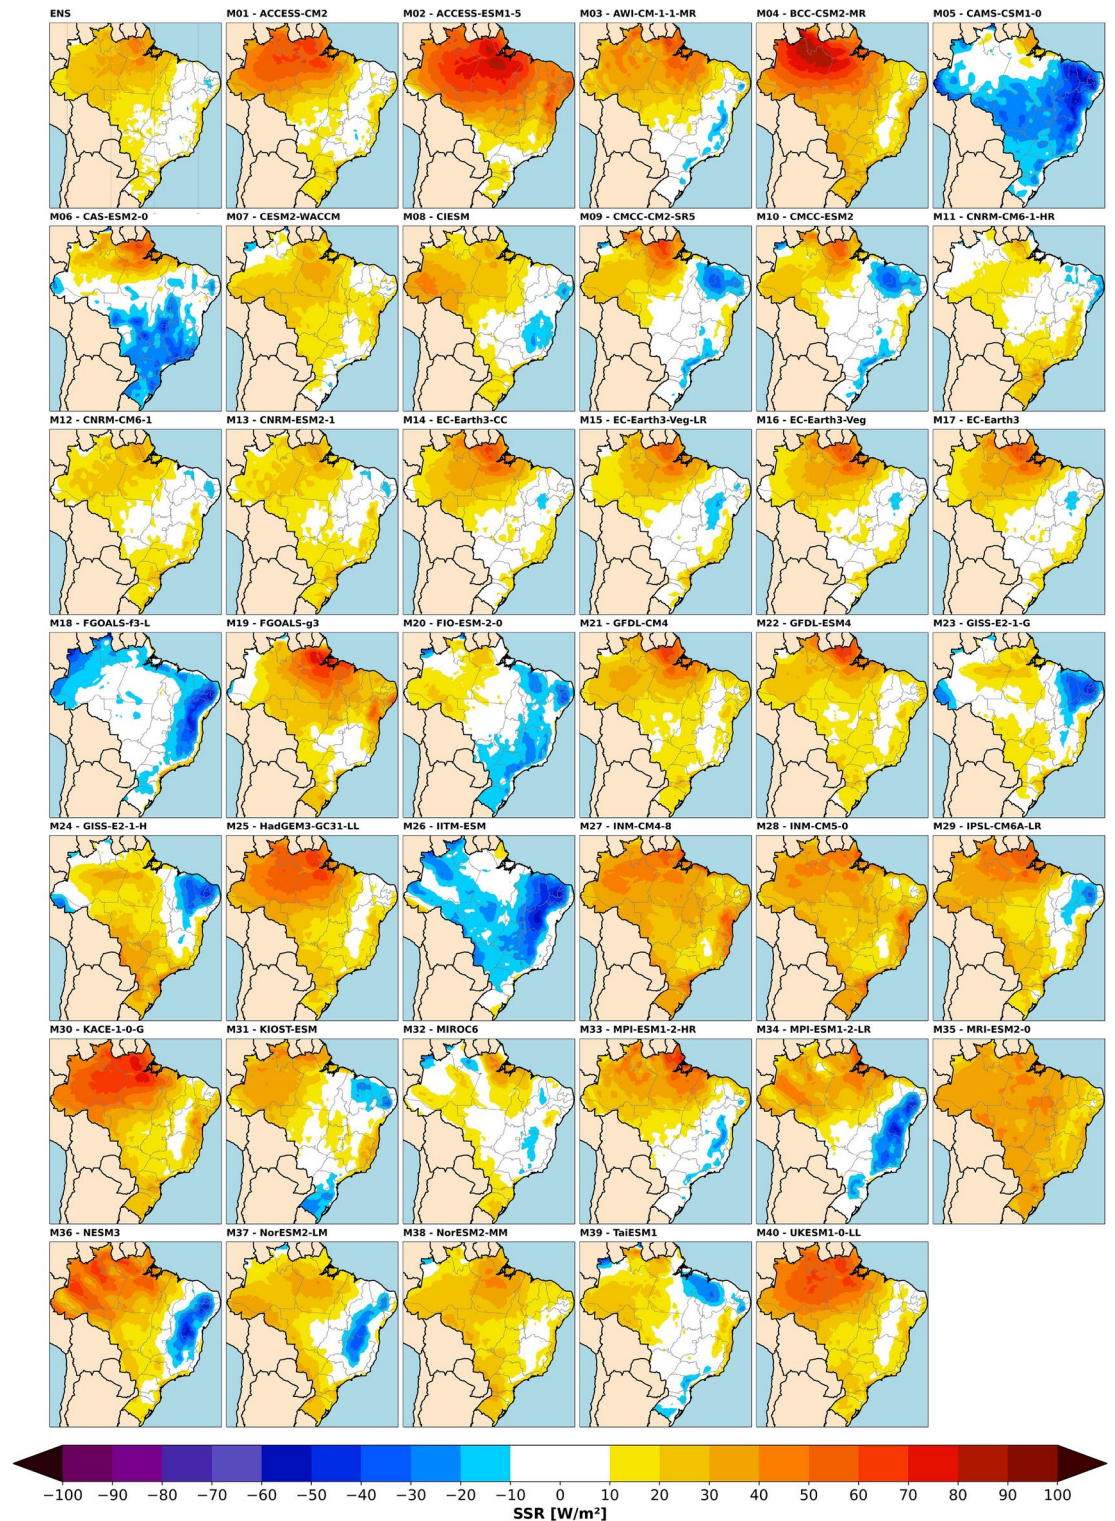 ENS M01 - ACCESS-CM2 M02 - ACCESS-ESM1-5 M03 - AWI-CM-1-1-MR M04 - BCC-CSM2-MR M05 - CAMS-CSM1-0
M06 - CAS-ESM2-0 M07 - CESM2-WACCM M08 - CIESM M09 - CMCC-CM2-SR5 M10 - CMCC-ESM2 M11 - CNRM-CM6-1-HR
M12 - CNRM-CM6-1 M13 - CNRM-ESM2-1 M14 - EC-Earth3-CC M15 - EC-Earth3-Veg-LR M16 - EC-Earth3-Veg M17 - EC-Earth3
M18 - FGOALS-f3-L M19 - FGOALS-g3 M20 - FIO-ESM-2-0 M21 - GFDL-CM4 M22 - GFDL-ESM4 M23 - GISS-E2-1-G
M24 - GISS-E2-1-H M25 - HadGEM3-GC31-LL M26 - IITM-ESM M27 - INM-CM4-8 M28 - INM-CM5-0 M29 - IPSL-CM6A-LR
M30 - KACE-1-0-G M31 - KIOST-ESM M32 - MIROC6 M33 - MPI-ESM1-2-HR M34 - MPI-ESM1-2-LR M35 - MRI-ESM2-0
M36 - NESM3 M37 - NorESM2-LM M38 - NorESM2-MM M39 - TaiESM1 M40 - UKESM1-0-LL
−100 −90 −80 −70 −60 −50 −40 −30 −20 −10 0 10 20 30 40 50 60 70 80 90 100
SSR [W/m²]